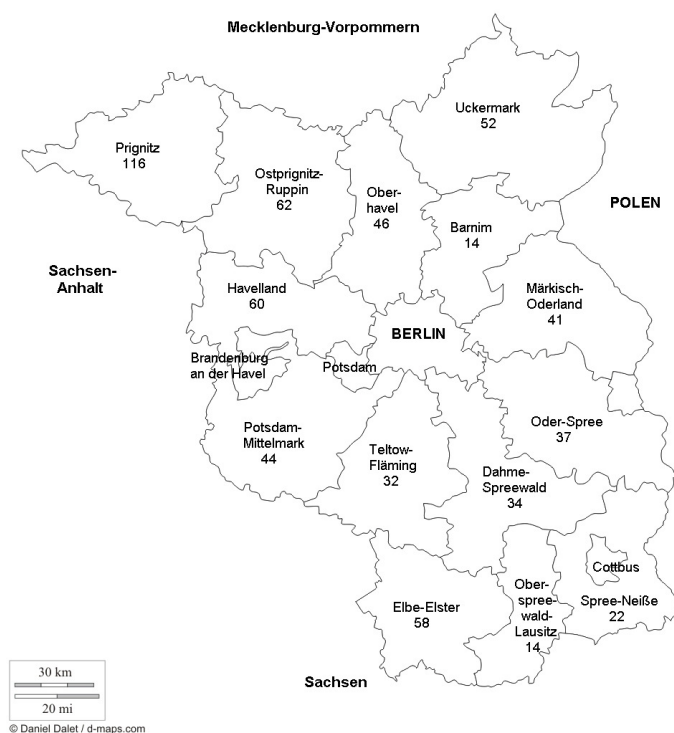 Mecklenburg-Vorpommern
Uckermark
52
Prignitz
116
Ostprignitz-
Ruppin
62
Ober-
havel
46
Barnim
14
POLEN
Sachsen-
Anhalt
Havelland
60
Märkisch-
Oderland
41
BERLIN
Brandenburg
an der Havel
Potsdam
Potsdam-
Mittelmark
44
Teltow-
Fläming
32
Oder-Spree
37
Dahme-
Spreewald
34
Cottbus
Spree-Neiße
22
Ober-
spree-
wald-
Lausitz
14
Elbe-Elster
58
Sachsen
30 km
20 mi
© Daniel Dalet / d-maps.com